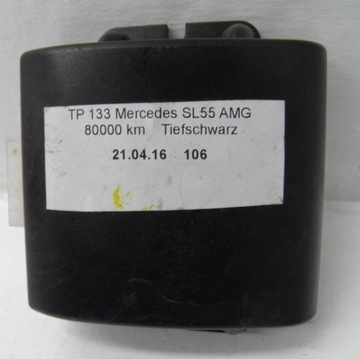 TP 133 Mercedes SL55 AMG
80000 km Tiefschwarz
21.04.16 106